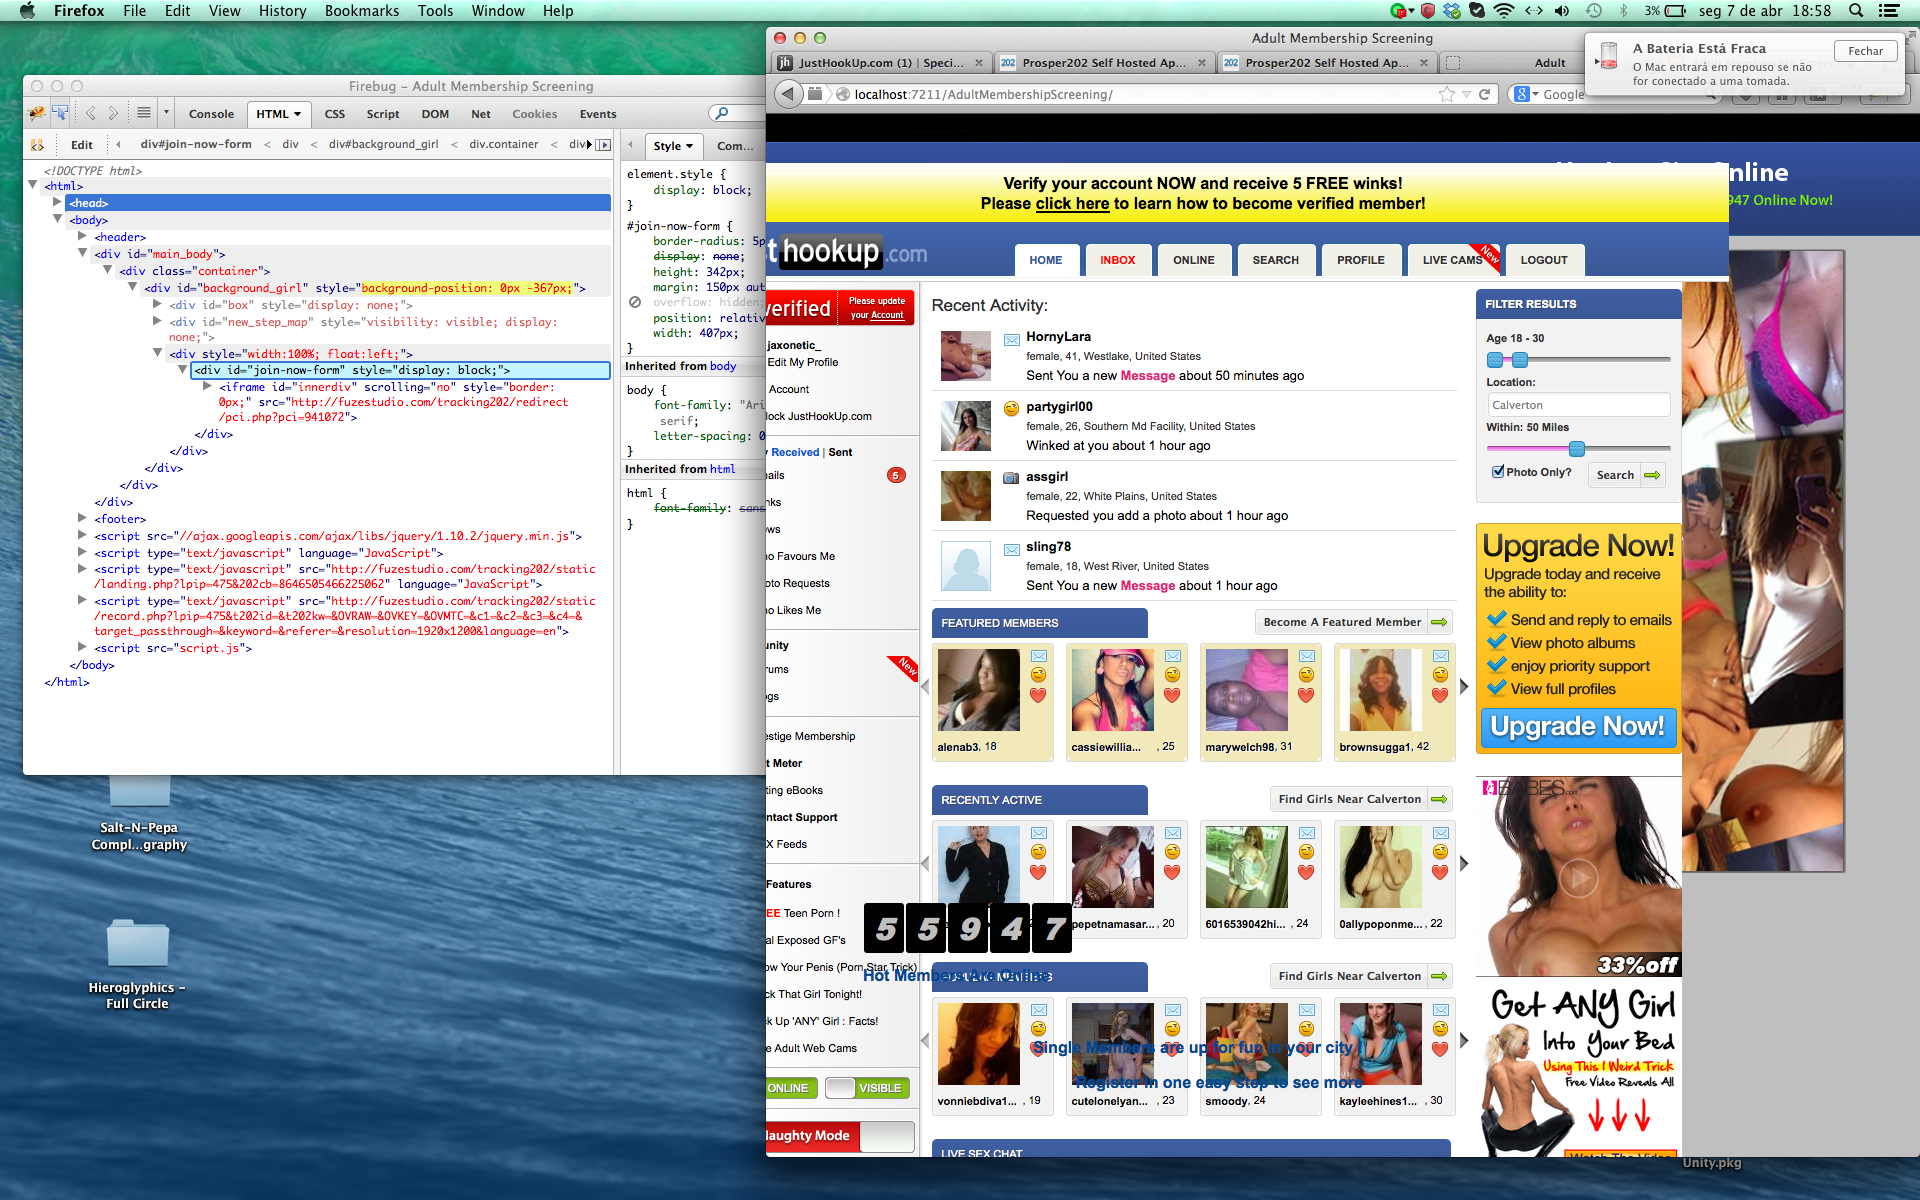 Firefox File Edit View History Bookmarks Tools Window Help
3% seg 7 de abr 18:58
Firebug – Adult Membership Screening
Console HTML CSS Script DOM Net Cookies Events
Edit div#join-now-form < div < div#background_girl < div.container < div
<!DOCTYPE html>
<html>
<head>
<body>
<header>
<div id="main_body">
<div class="container">
<div id="background_girl" style="background-position: 0px -367px;">
<div id="box" style="display: none;">
<div id="new_step_map" style="visibility: visible; display:
none;">
<div style="width:100%; float:left;">
<div id="join-now-form" style="display: block;">
<iframe id="innerdiv" scrolling="no" style="border:
0px;" src="http://fuzestudio.com/tracking202/redirect
/pci.php?pci=941072">
</div>
</div>
</div>
</div>
</div>
<footer>
<script src="//ajax.googleapis.com/ajax/libs/jquery/1.10.2/jquery.min.js">
<script type="text/javascript" language="JavaScript">
<script type="text/javascript" src="http://fuzestudio.com/tracking202/static
/landing.php?lpip=475&202cb=8646505466225062" language="JavaScript">
<script type="text/javascript" src="http://fuzestudio.com/tracking202/static
/record.php?lpip=475&t202id=&t202kw=&OVRAW=&OVKEY=&OVMTC=&c1=&c2=&c3=&c4=&
target_passthrough=&keyword=&referer=&resolution=1920x1200&language=en">
<script src="script.js">
</body>
</html>
Style Com...
element.style {
display: block;
}
#join-now-form {
border-radius: 5p
display: none;
height: 342px;
margin: 150px aut
overflow: hidden;
position: relativ
width: 407px;
}
Inherited from body
body {
font-family: "Ari
serif;
letter-spacing: 0
}
Inherited from html
html {
font-family: sans
}
Salt-N-Pepa
Compl...graphy
Hieroglyphics -
Full Circle
Adult Membership Screening
JustHookUp.com (1) | Speci...
Prosper202 Self Hosted Ap...
Prosper202 Self Hosted Ap...
Adult
localhost:7211/AdultMembershipScreening/
Google
A Bateria Está Fraca
O Mac entrará em repouso se não
for conectado a uma tomada.
Fechar
nline
947 Online Now!
Verify your account NOW and receive 5 FREE winks!
Please click here to learn how to become verified member!
t hookup.com
HOME INBOX ONLINE SEARCH PROFILE LIVE CAMS New LOGOUT
verified
Please update
your Account
jaxonetic_
Edit My Profile
Account
lock JustHookUp.com
y Received | Sent
ails 5
nks
ews
ho Favours Me
oto Requests
ho Likes Me
unity
rums
New
ogs
estige Membership
t Meter
ting eBooks
ntact Support
X Feeds
Features
EE Teen Porn !
al Exposed GF's
ow Your Penis (Porn Star Trick)
ck That Girl Tonight!
k Up 'ANY' Girl : Facts!
e Adult Web Cams
ONLINE VISIBLE
Naughty Mode
Recent Activity:
HornyLara
female, 41, Westlake, United States
Sent You a new Message about 50 minutes ago
partygirl00
female, 26, Southern Md Facility, United States
Winked at you about 1 hour ago
assgirl
female, 22, White Plains, United States
Requested you add a photo about 1 hour ago
sling78
female, 18, West River, United States
Sent You a new Message about 1 hour ago
FEATURED MEMBERS
Become A Featured Member
alenab3, 18
cassiewillia... , 25
marywelch98, 31
brownsugga1, 42
RECENTLY ACTIVE
Find Girls Near Calverton
pepetnamasar... , 20
6016539042hi... , 24
0allypoponme... , 22
55947
Hot Members Are Online
Find Girls Near Calverton
Single Members are up for fun in your city
Register in one easy step to see more
vonniebdiva1... , 19
cutelonelyan... , 23
smoody, 24
kayleehines1... , 30
LIVE SEX CHAT
FILTER RESULTS
Age 18 - 30
Location:
Calverton
Within: 50 Miles
Photo Only?
Search
Upgrade Now!
Upgrade today and receive
the ability to:
Send and reply to emails
View photo albums
enjoy priority support
View full profiles
Upgrade Now!
BABES.com
33%off
Get ANY Girl
Into Your Bed
Using This 1 Weird Trick
Free Video Reveals All
Watch The Video
Unity.pkg